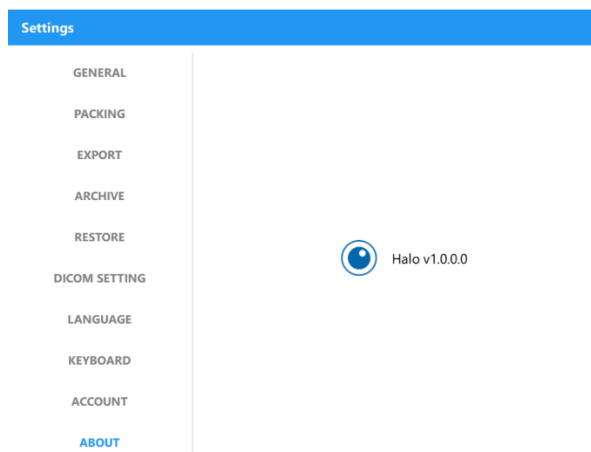 Settings
GENERAL
PACKING
EXPORT
ARCHIVE
RESTORE
Halo v1.0.0.0
DICOM SETTING
LANGUAGE
KEYBOARD
ACCOUNT
ABOUT